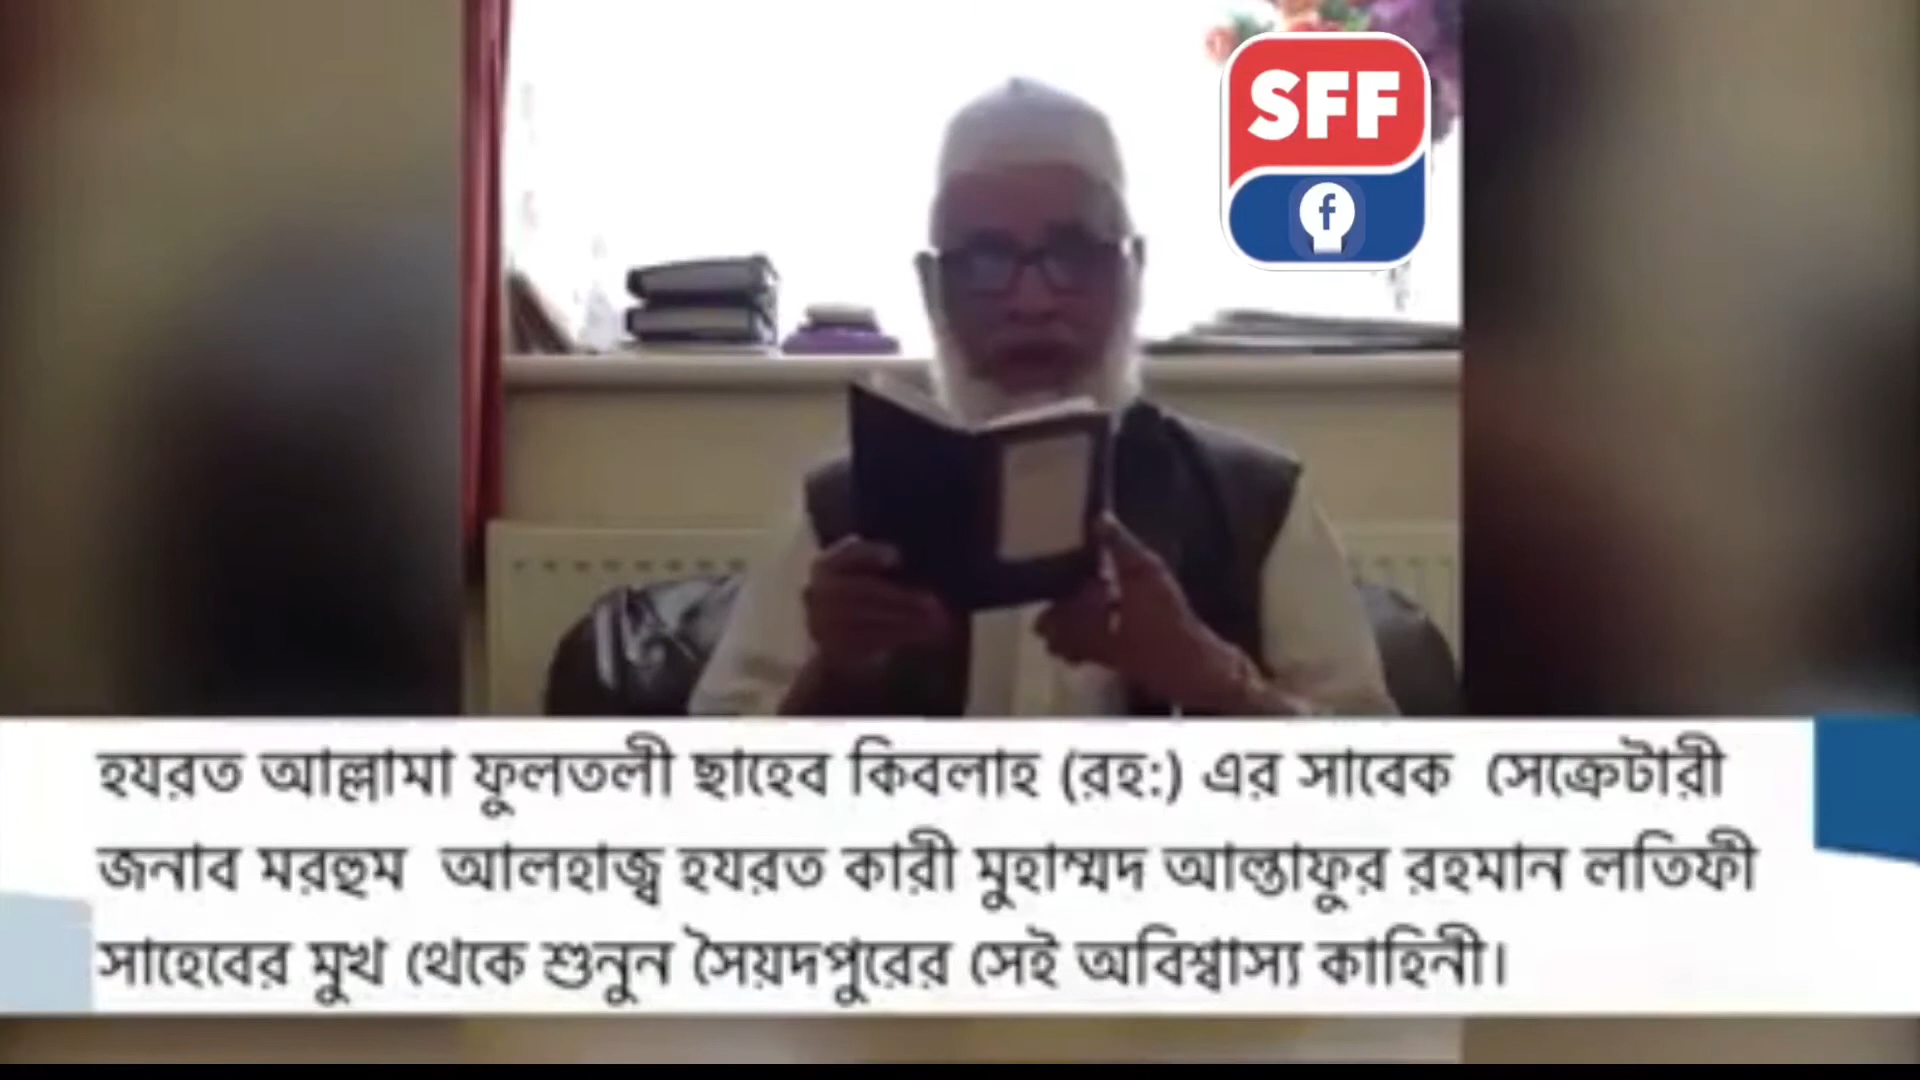 SFF
f
হযরত আল্লামা ফুলতলী ছাহেব কিবলাহ (রহ:) এর সাবেক সেক্রেটারী
জনাব মরহুম আলহাজ্ব হযরত কারী মুহাম্মদ আল্তাফুর রহমান লতিফী
সাহেবের মুখ থেকে শুনুন সৈয়দপুরের সেই অবিশ্বাস্য কাহিনী।